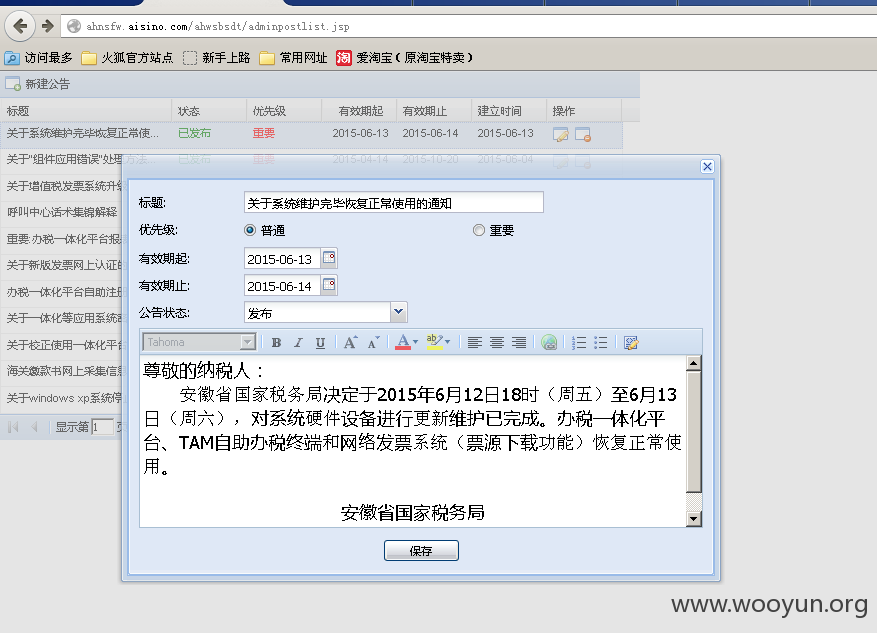 ahnsfw.aisino.com/ahwsbsdt/adminpostlist.jsp
访问最多 火狐官方站点 新手上路 常用网址 爱淘宝（原淘宝特卖）
新建公告
标题 状态 优先级 有效期起 有效期止 建立时间 操作
关于系统维护完毕恢复正常使... 已发布 重要 2015-06-13 2015-06-14 2015-06-13
关于"组件应用错误"处理方法 已发布 重要 2015-04-14 2015-10-20 2015-06-04
关于增值税发票系统升级
呼叫中心话术集锦解释
重要:办税一体化平台报
关于新版发票网上认证
办税一体化平台自助注册
关于一体化等应用系统
关于校正使用一体化平台
海关缴款书网上采集信息
关于windows xp系统停
显示第 1 页
标题: 关于系统维护完毕恢复正常使用的通知
优先级: 普通 重要
有效期起: 2015-06-13
有效期止: 2015-06-14
公告状态: 发布
Tahoma B I U A A A ab
尊敬的纳税人：
安徽省国家税务局决定于2015年6月12日18时（周五）至6月13
日（周六），对系统硬件设备进行更新维护已完成。办税一体化平
台、TAM自助办税终端和网络发票系统（票源下载功能）恢复正常使
用。
安徽省国家税务局
保存
www.wooyun.org